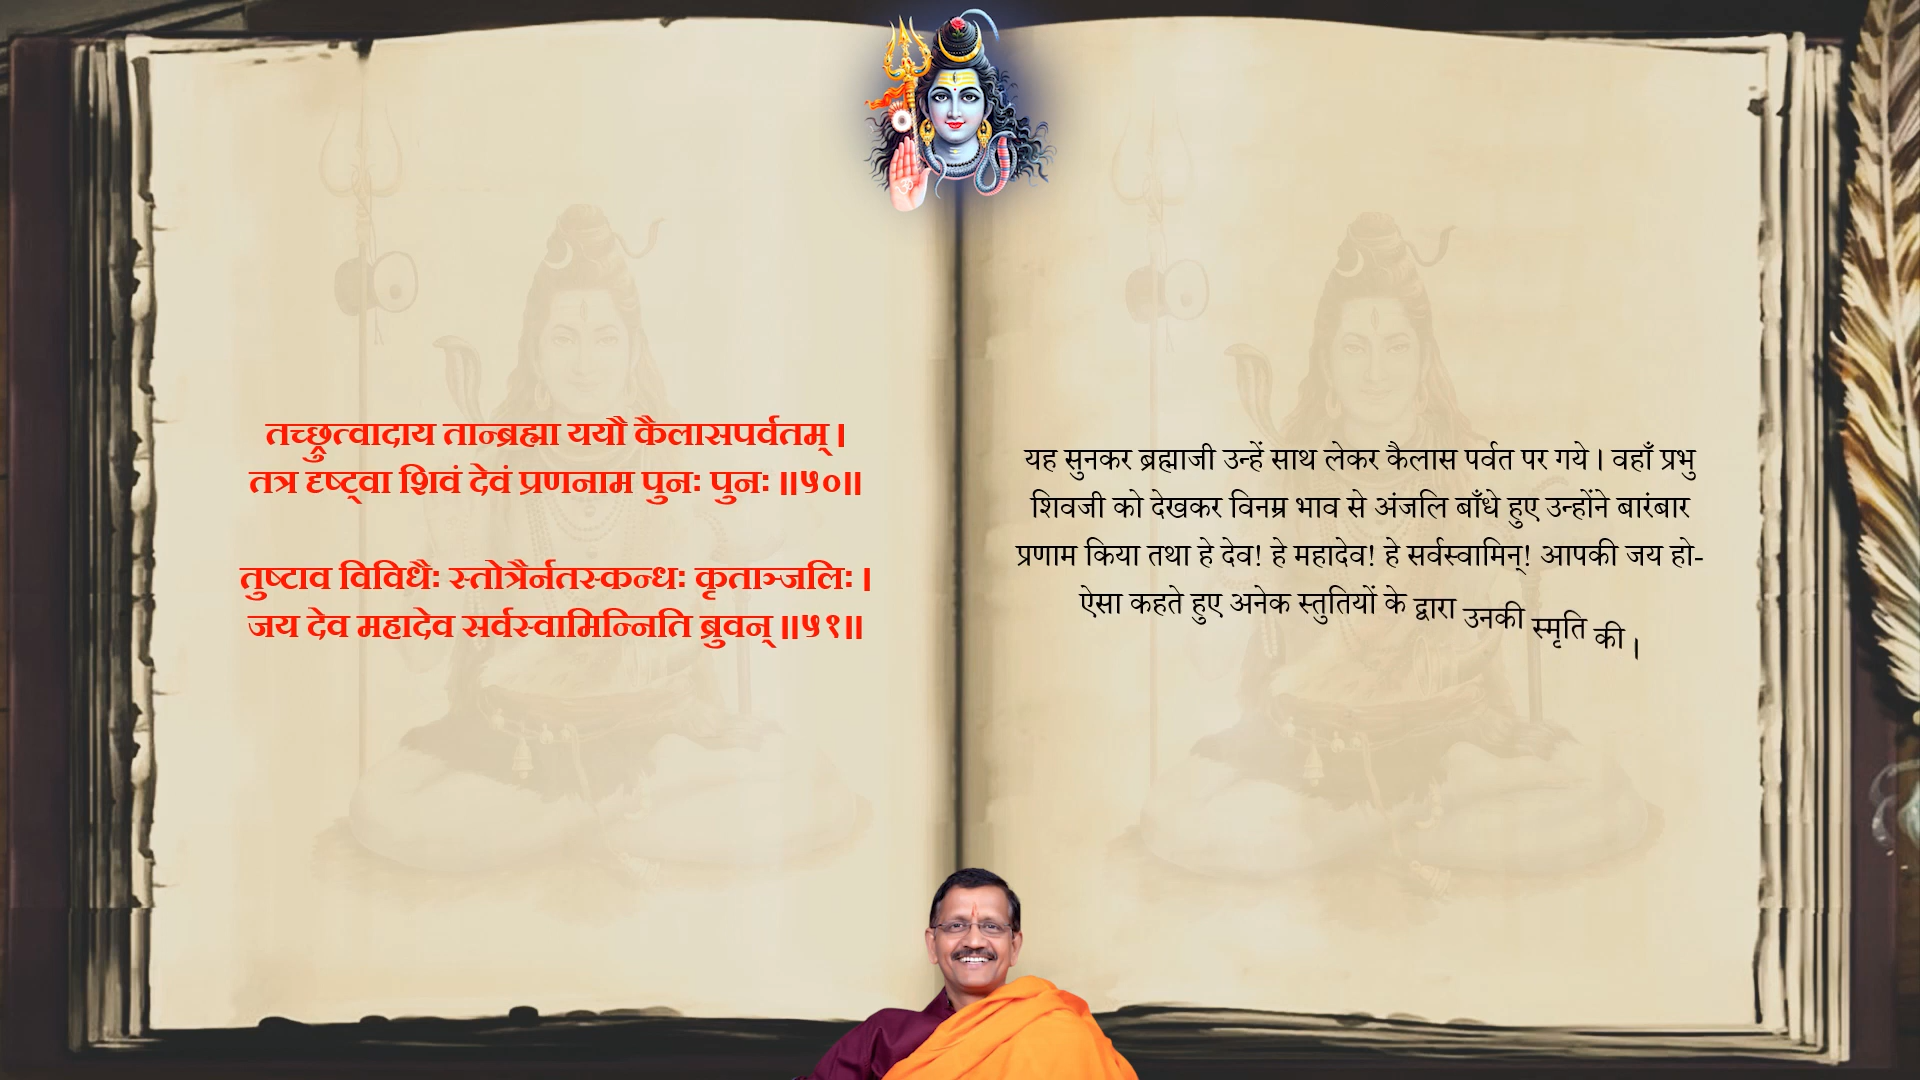 तच्छ्रुत्वादाय तान्ब्रह्मा ययौ कैलासपर्वतम् ।
तत्र दृष्ट्वा शिवं देवं प्रणनाम पुनः पुनः ॥५०॥
तुष्टाव विविधैः स्तोत्रैर्नतस्कन्धः कृताञ्जलिः ।
जय देव महादेव सर्वस्वामिन्निति ब्रुवन् ॥५१॥
यह सुनकर ब्रह्माजी उन्हें साथ लेकर कैलास पर्वत पर गये । वहाँ प्रभु
शिवजी को देखकर विनम्र भाव से अंजलि बाँधे हुए उन्होंने बारंबार
प्रणाम किया तथा हे देव! हे महादेव! हे सर्वस्वामिन्! आपकी जय हो-
ऐसा कहते हुए अनेक स्तुतियों के द्वारा उनकी स्मृति की ।